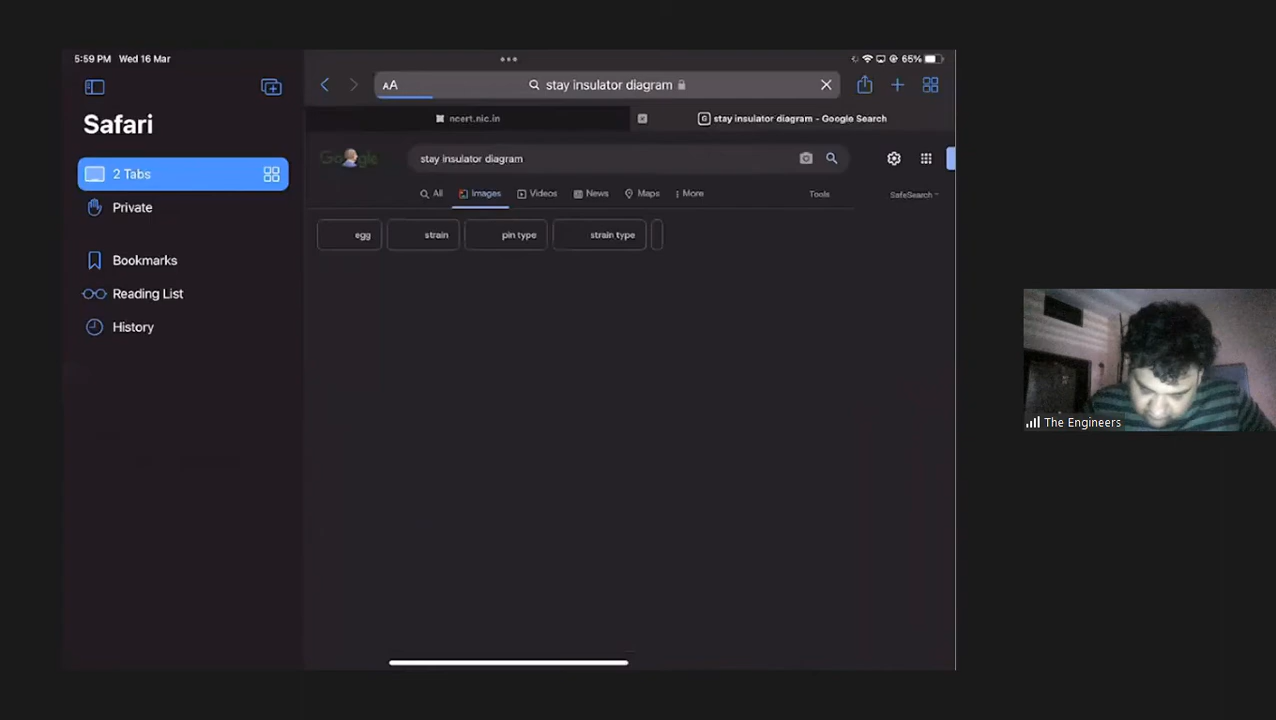 5:59 PM Wed 16 Mar
65%
Safari
2 Tabs
Private
Bookmarks
Reading List
History
AA
stay insulator diagram
ncert.nic.in
G stay insulator diagram - Google Search
Google
stay insulator diagram
All
Images
Videos
News
Maps
More
Tools
SafeSearch
egg
strain
pin type
strain type
The Engineers